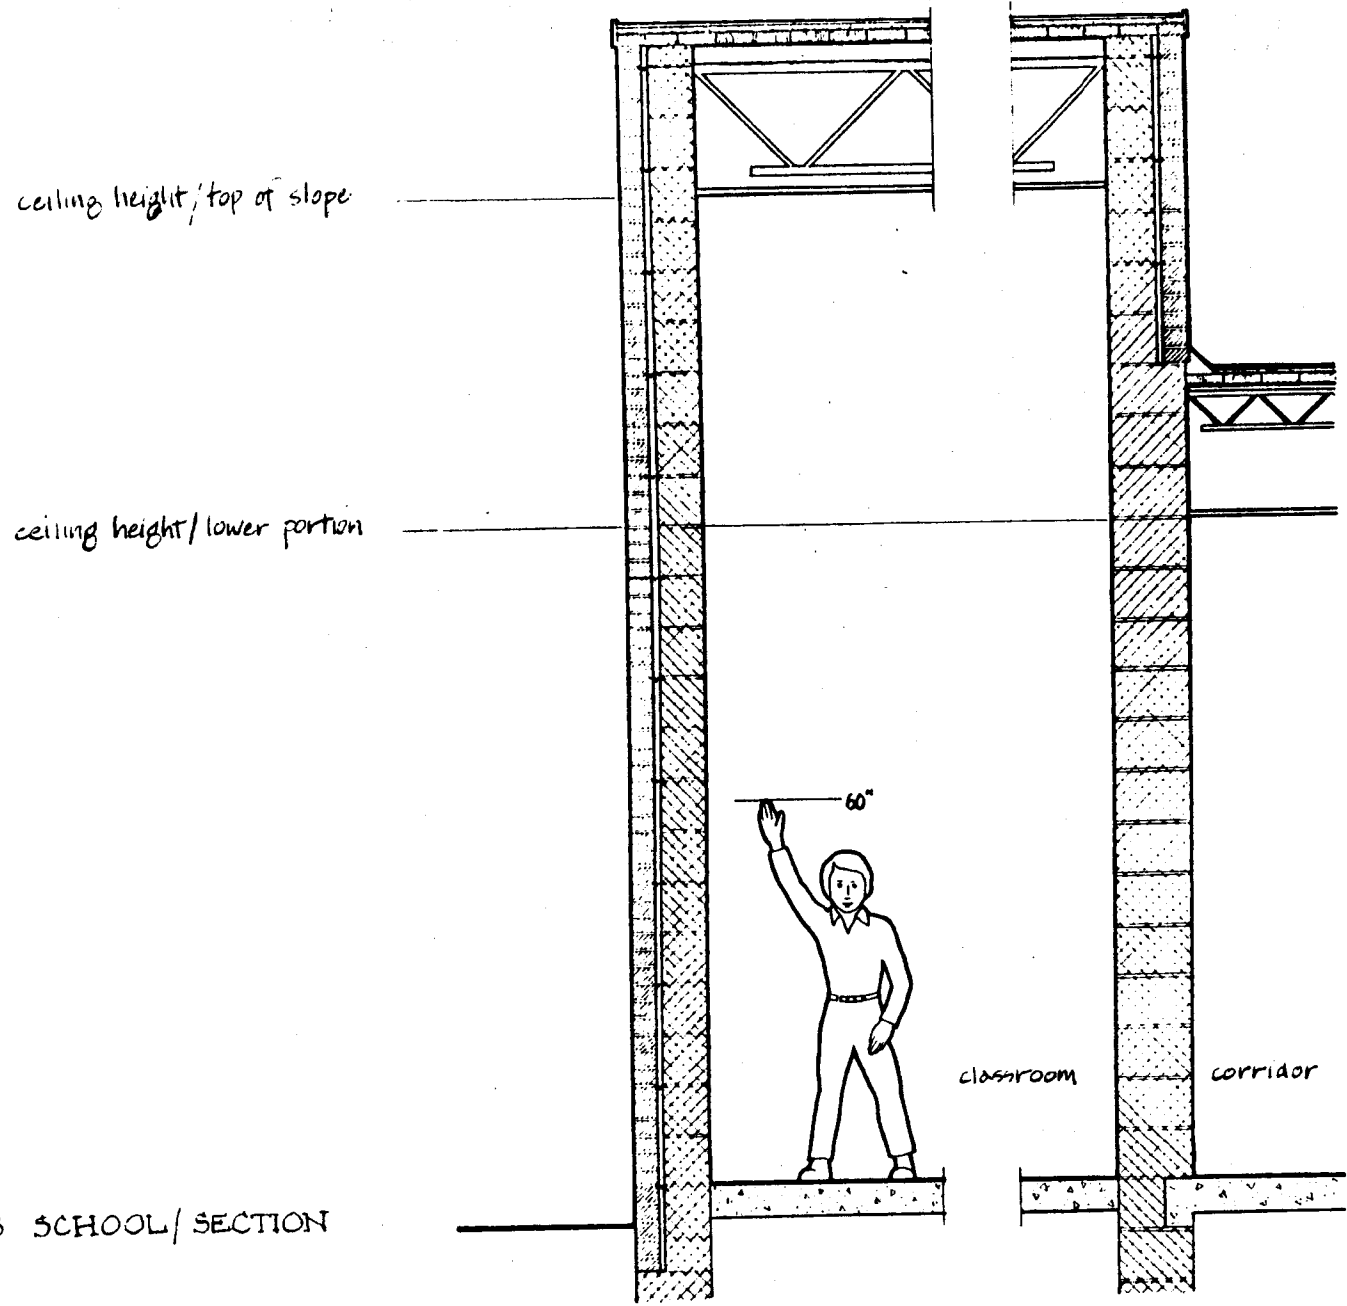 ceiling height/top of slope
ceiling height/lower portion
60"
classroom
corridor
SCHOOL/SECTION